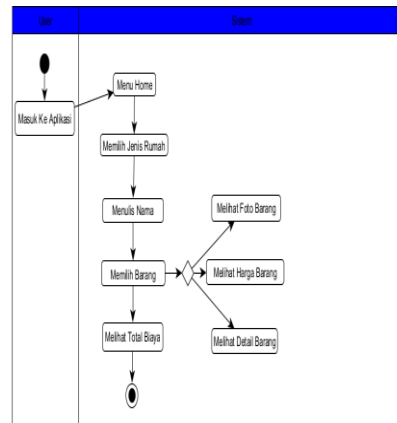 User
Sistem
Menu Home
Masuk Ke Aplikasi
Memilih Jenis Rumah
Menulis Nama
Melihat Foto Barang
Memilih Barang
Melihat Harga Barang
Melihat Total Biaya
Melihat Detail Barang